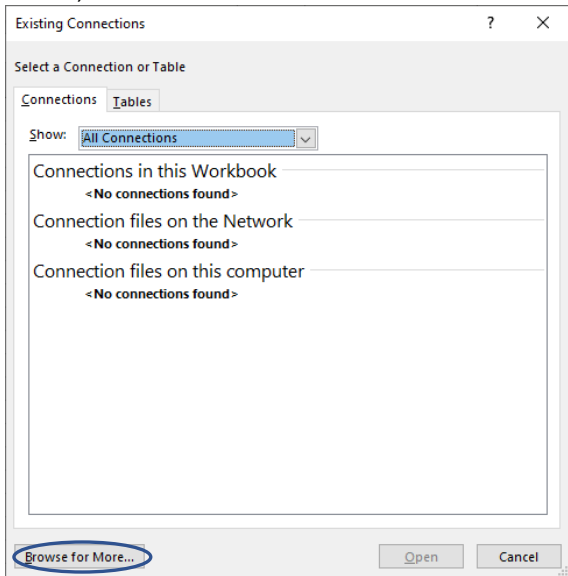 Existing Connections ?
Select a Connection or Table
Connections Tables
Show: All Connections
Connections in this Workbook
<No connections found>
Connection files on the Network
<No connections found>
Connection files on this computer
<No connections found>
Browse for More... Open Cancel